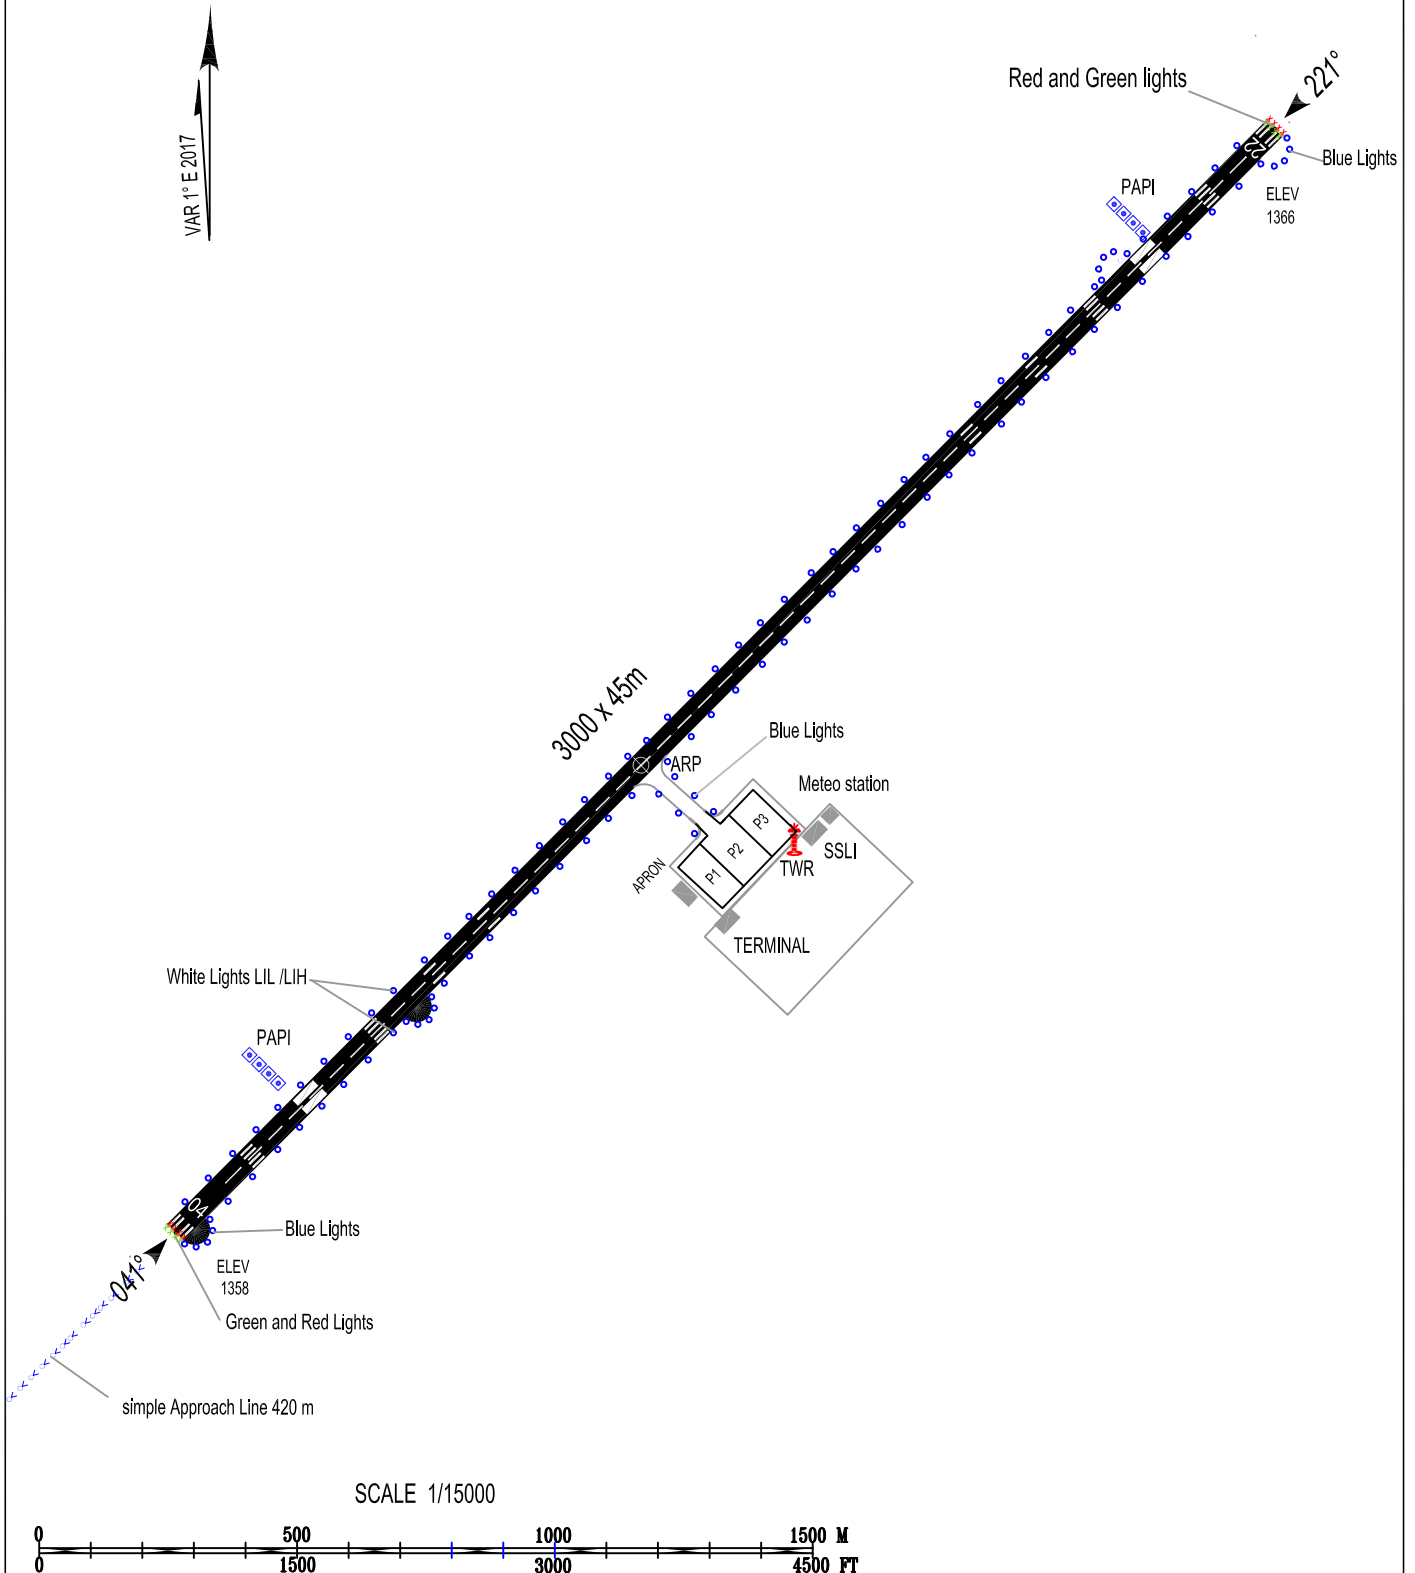 Red and Green lights
221°
VAR 1° E 2017
22
Blue Lights
PAPI
ELEV
1366
3000 x 45m
Blue Lights
ARP
Meteo station
P3
P2
P1
SSLI
TWR
APRON
TERMINAL
White Lights LIL /LIH
PAPI
04
Blue Lights
041°
ELEV
1358
Green and Red Lights
simple Approach Line 420 m
SCALE 1/15000
0 500 1000 1500 M
0 1500 3000 4500 FT